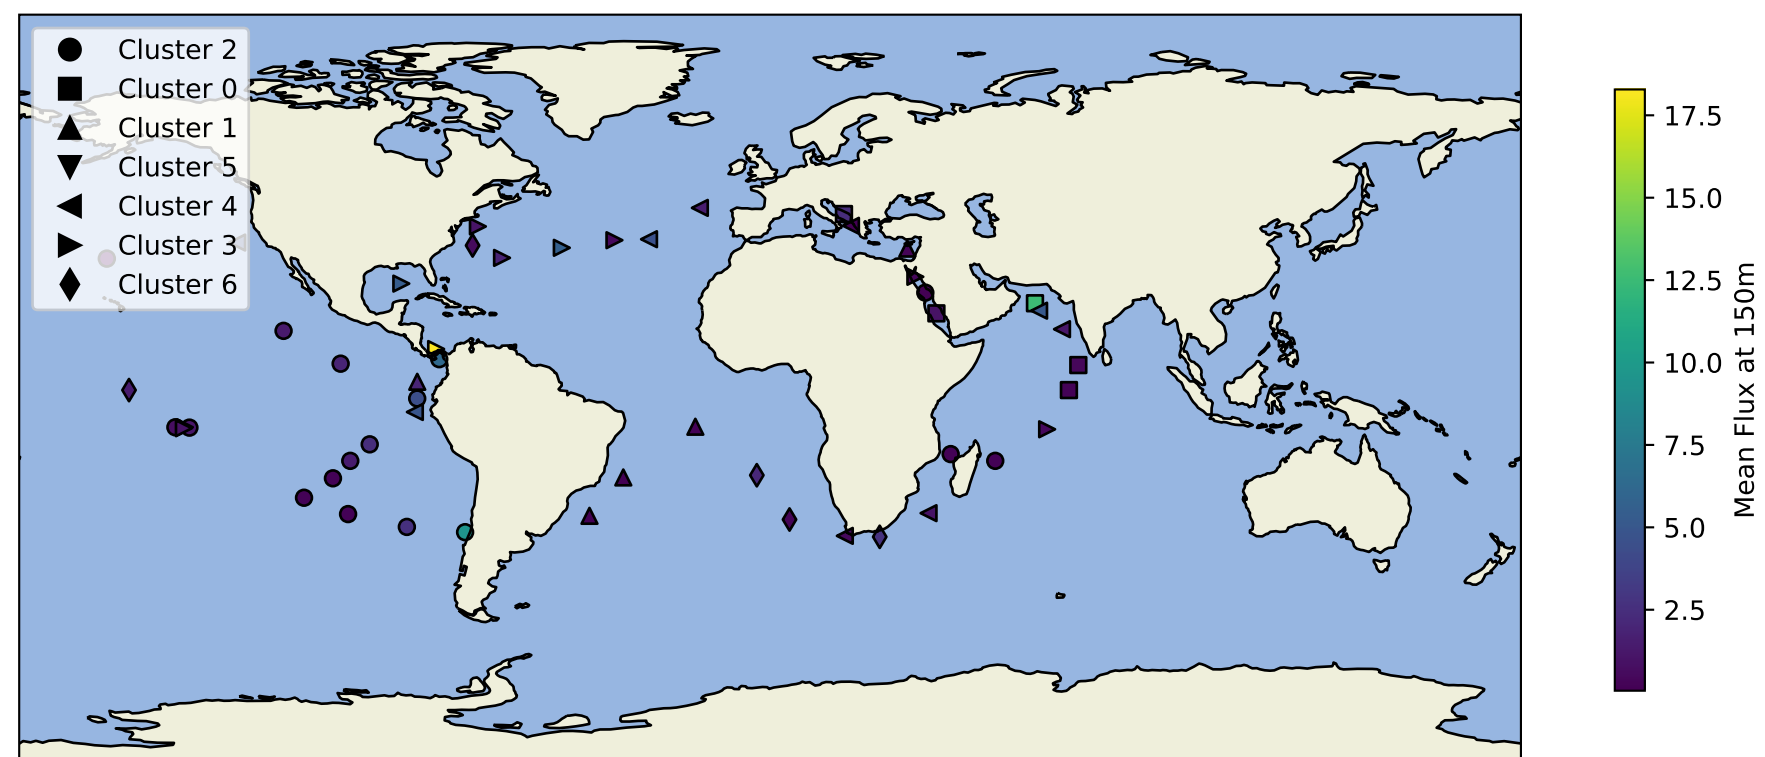 Cluster 2
Cluster 0
Cluster 1
Cluster 5
Cluster 4
Cluster 3
Cluster 6
17.5
15.0
12.5
10.0
7.5
5.0
2.5
Mean Flux at 150m